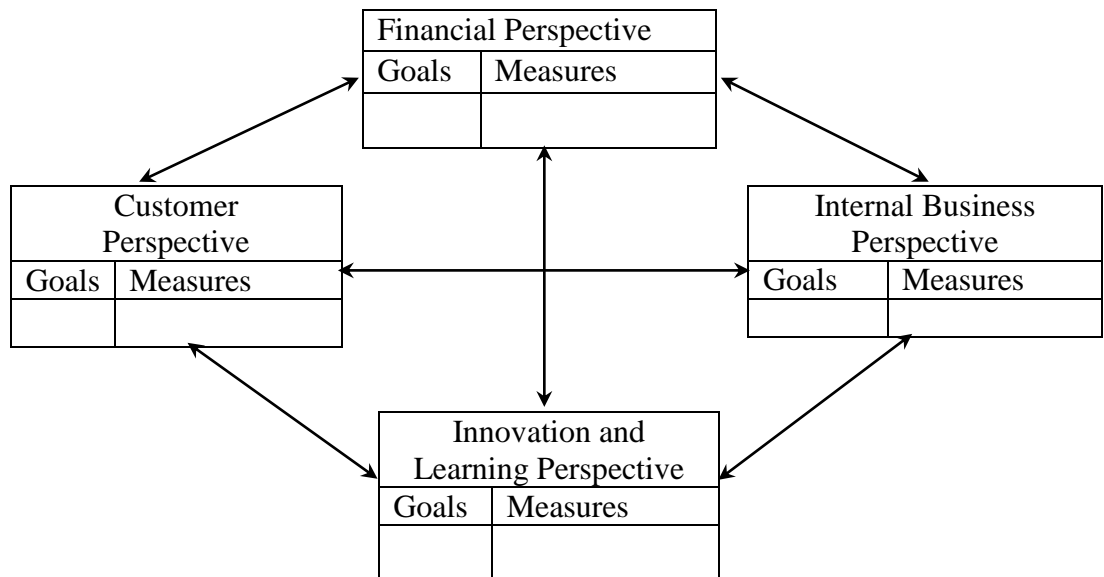 Financial Perspective
Goals Measures
Customer
Perspective
Goals Measures
Internal Business
Perspective
Goals Measures
Innovation and
Learning Perspective
Goals Measures